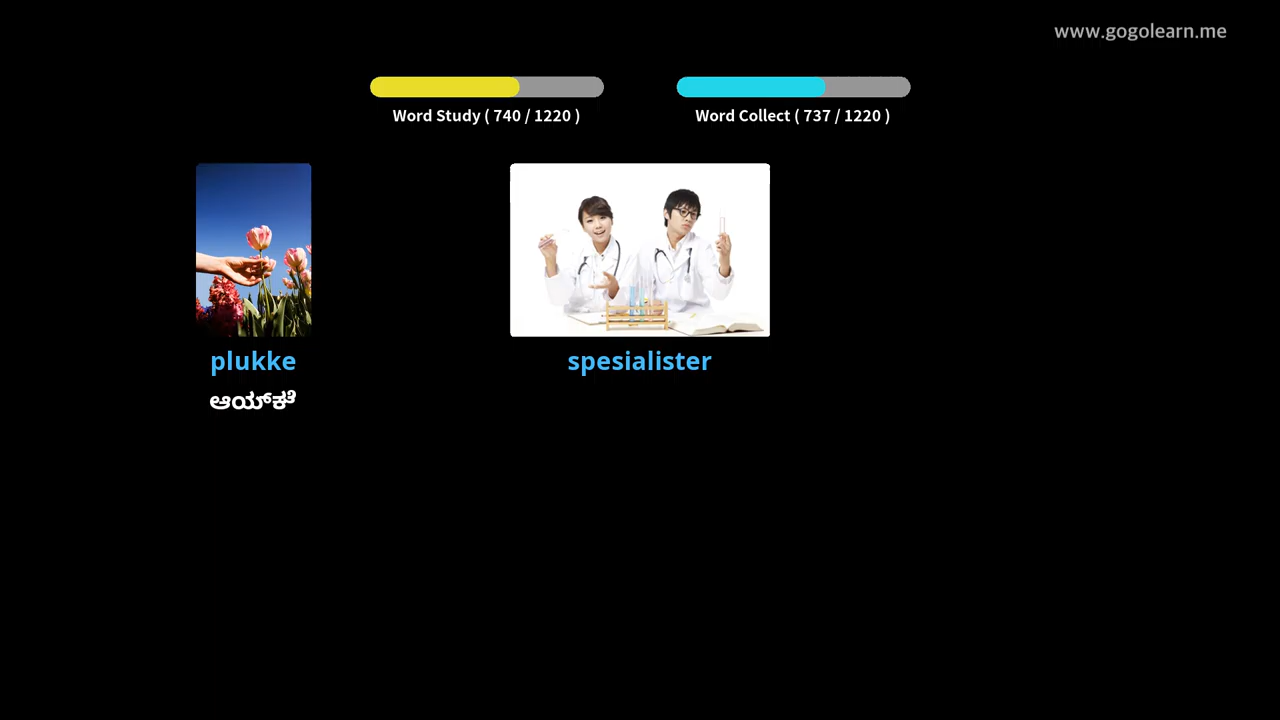 www.gogolearn.me
Word Study ( 740 / 1220 )
Word Collect ( 737 / 1220 )
plukke
spesialister
ಆಯ್ಕೆ